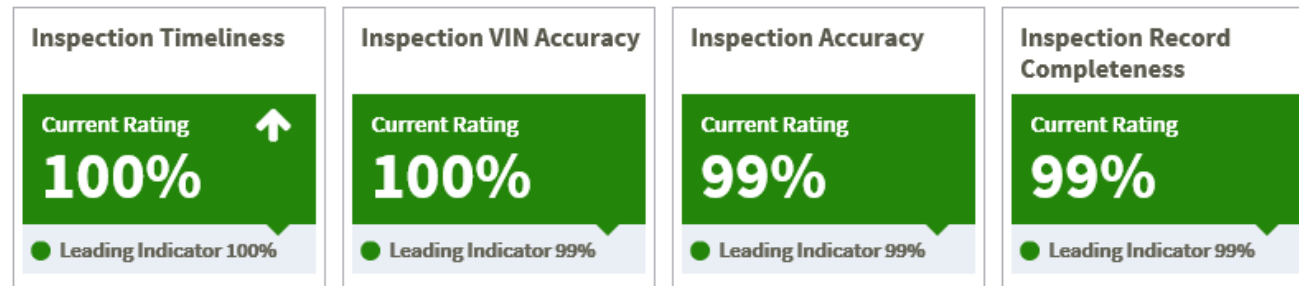 Inspection Timeliness
Current Rating
100%
Leading Indicator 100%
Inspection VIN Accuracy
Current Rating
100%
Leading Indicator 99%
Inspection Accuracy
Current Rating
99%
Leading Indicator 99%
Inspection Record
Completeness
Current Rating
99%
Leading Indicator 99%